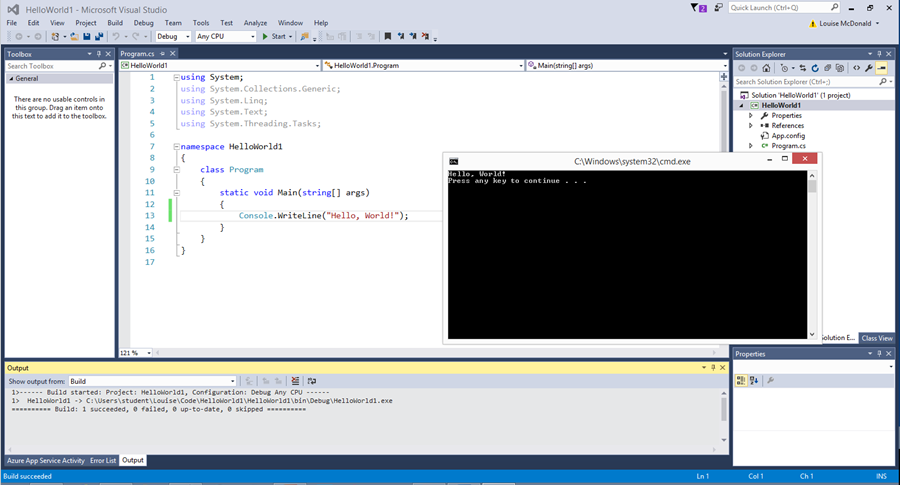 HelloWorld1 - Microsoft Visual Studio
2
Quick Launch (Ctrl+Q)
File Edit View Project Build Debug Team Tools Test Analyze Window Help
Louise McDonald
Debug Any CPU Start
Toolbox
Search Toolbox
General
There are no usable controls in
this group. Drag an item onto
this text to add it to the toolbox.
Program.cs
HelloWorld1 HelloWorld1.Program Main(string[] args)
1 using System;
2 using System.Collections.Generic;
3 using System.Linq;
4 using System.Text;
5 using System.Threading.Tasks;
6
7 namespace HelloWorld1
8 {
9 class Program
10 {
11 static void Main(string[] args)
12 {
13 Console.WriteLine("Hello, World!");
14 }
15 }
16 }
17
121 %
C:\Windows\system32\cmd.exe
Hello, World!
Press any key to continue . . .
Solution Explorer
Search Solution Explorer (Ctrl+;)
Solution 'HelloWorld1' (1 project)
HelloWorld1
Properties
References
App.config
Program.cs
Solution E... Class View
Properties
Output
Show output from: Build
1>------ Build started: Project: HelloWorld1, Configuration: Debug Any CPU ------
1> HelloWorld1 -> C:\Users\student\Louise\Code\HelloWorld1\HelloWorld1\bin\Debug\HelloWorld1.exe
========== Build: 1 succeeded, 0 failed, 0 up-to-date, 0 skipped ==========
Azure App Service Activity Error List Output
Build succeeded Ln 1 Col 1 Ch 1 INS